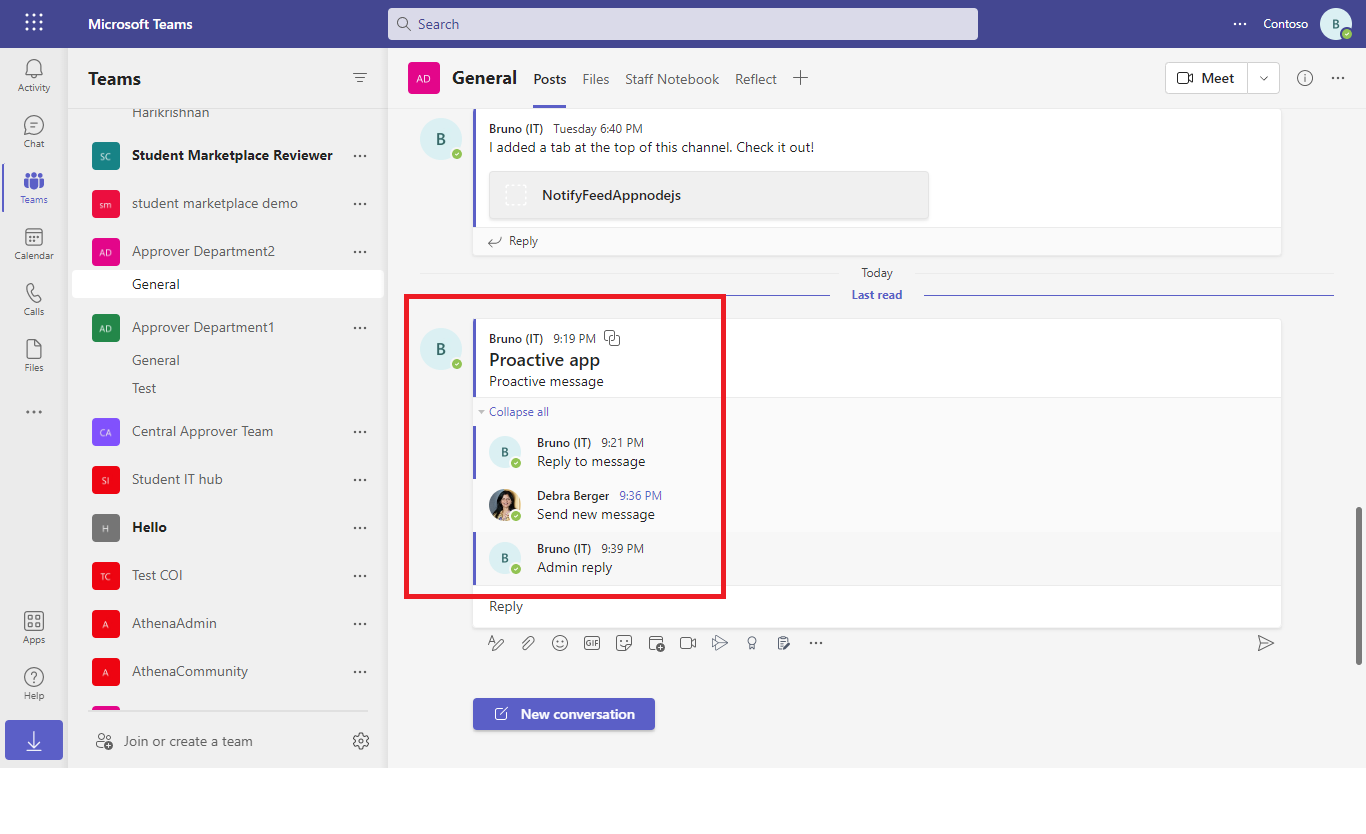 Microsoft Teams
Search
Contoso
B
Activity
Chat
Teams
Calendar
Calls
Files
Apps
Help
Teams
Harikrishnan
SC Student Marketplace Reviewer
sm student marketplace demo
AD Approver Department2
General
AD Approver Department1
General
Test
CA Central Approver Team
SI Student IT hub
H Hello
TC Test COI
A AthenaAdmin
A AthenaCommunity
Join or create a team
AD General Posts Files Staff Notebook Reflect
Meet
B
Bruno (IT) Tuesday 6:40 PM
I added a tab at the top of this channel. Check it out!
NotifyFeedAppnodejs
Reply
Today
Last read
B
Bruno (IT) 9:19 PM
Proactive app
Proactive message
Collapse all
B
Bruno (IT) 9:21 PM
Reply to message
Debra Berger 9:36 PM
Send new message
B
Bruno (IT) 9:39 PM
Admin reply
Reply
GIF
New conversation